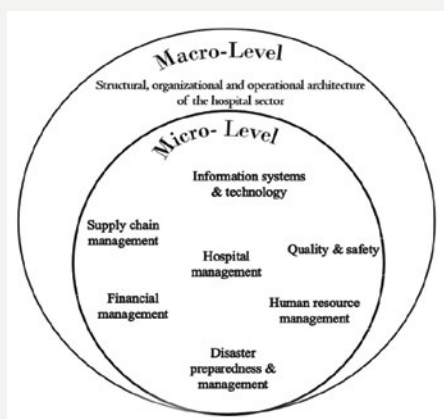 Macro-Level
Structural, organizational and operational architecture
of the hospital sector
Micro- Level
Information systems
& technology
Supply chain
management
Quality & safety
Hospital
management
Financial
management
Human resource
management
Disaster
preparedness &
management